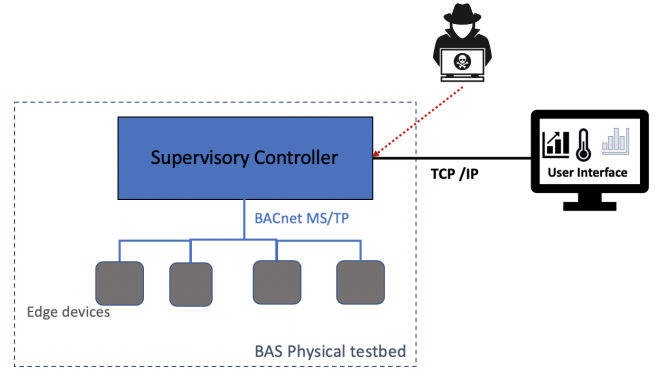 Supervisory Controller
TCP /IP
User Interface
BACnet MS/TP
Edge devices
BAS Physical testbed